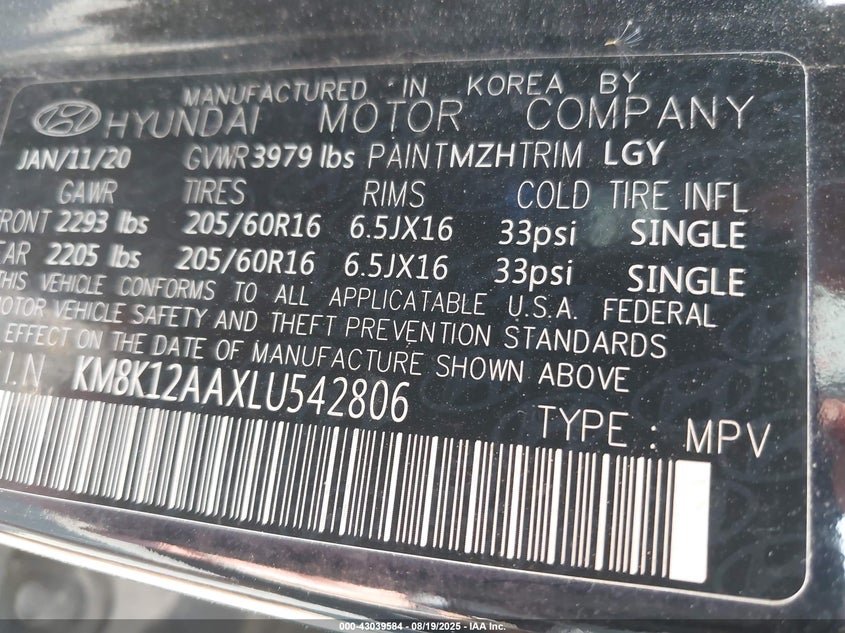 MANUFACTURED IN KOREA BY
HYUNDAI MOTOR COMPANY
JAN/11/20 GVWR 3979 lbs PAINT MZH TRIM LGY
GAWR TIRES RIMS COLD TIRE INFL
FRONT 2293 lbs 205/60R16 6.5JX16 33psi SINGLE
EAR 2205 lbs 205/60R16 6.5JX16 33psi SINGLE
THIS VEHICLE CONFORMS TO ALL APPLICATABLE U.S.A. FEDERAL
MOTOR VEHICLE SAFETY AND THEFT PREVENTION STANDARDS
EFFECT ON THE DATE OF MANUFACTURE SHOWN ABOVE
I.N KM8K12AAXLU542806
TYPE : MPV
000-43039584 - 08/19/2025 - IAA Inc.